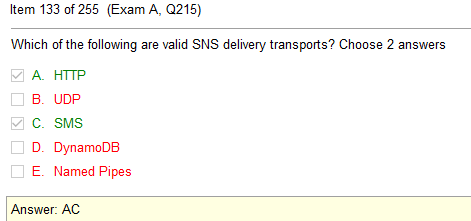 Item 133 of 255 (Exam A, Q215)
Which of the following are valid SNS delivery transports? Choose 2 answers
A. HTTP
B. UDP
C. SMS
D. DynamoDB
E. Named Pipes
Answer: AC